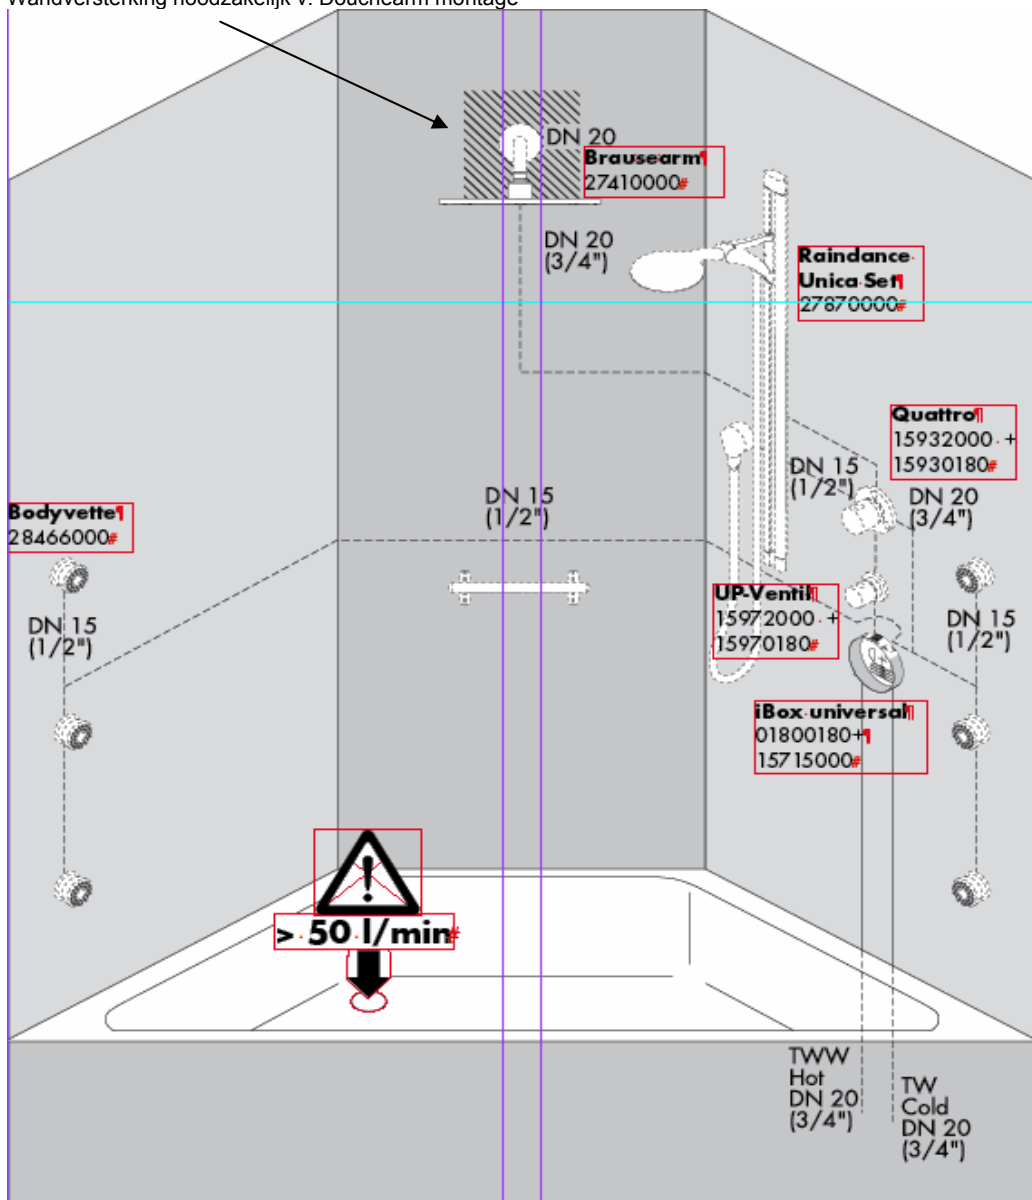 Wandversterking noodzakelijk v. Douchearm montage
DN 20
Brausearm¶
27410000#
DN 20
(3/4")
Raindance·
Unica·Set¶
27870000#
Quattro¶
15932000·+
15930180#
DN 15
(1/2")
DN 20
(3/4")
DN 15
(1/2")
Bodyvette¶
28466000#
DN 15
(1/2")
UP-Ventil¶
15972000·+
15970180#
DN 15
(1/2")
iBox·universal¶
01800180+¶
15715000#
!
>·50·l/min#
TWW
Hot
DN 20
(3/4")
TW
Cold
DN 20
(3/4")